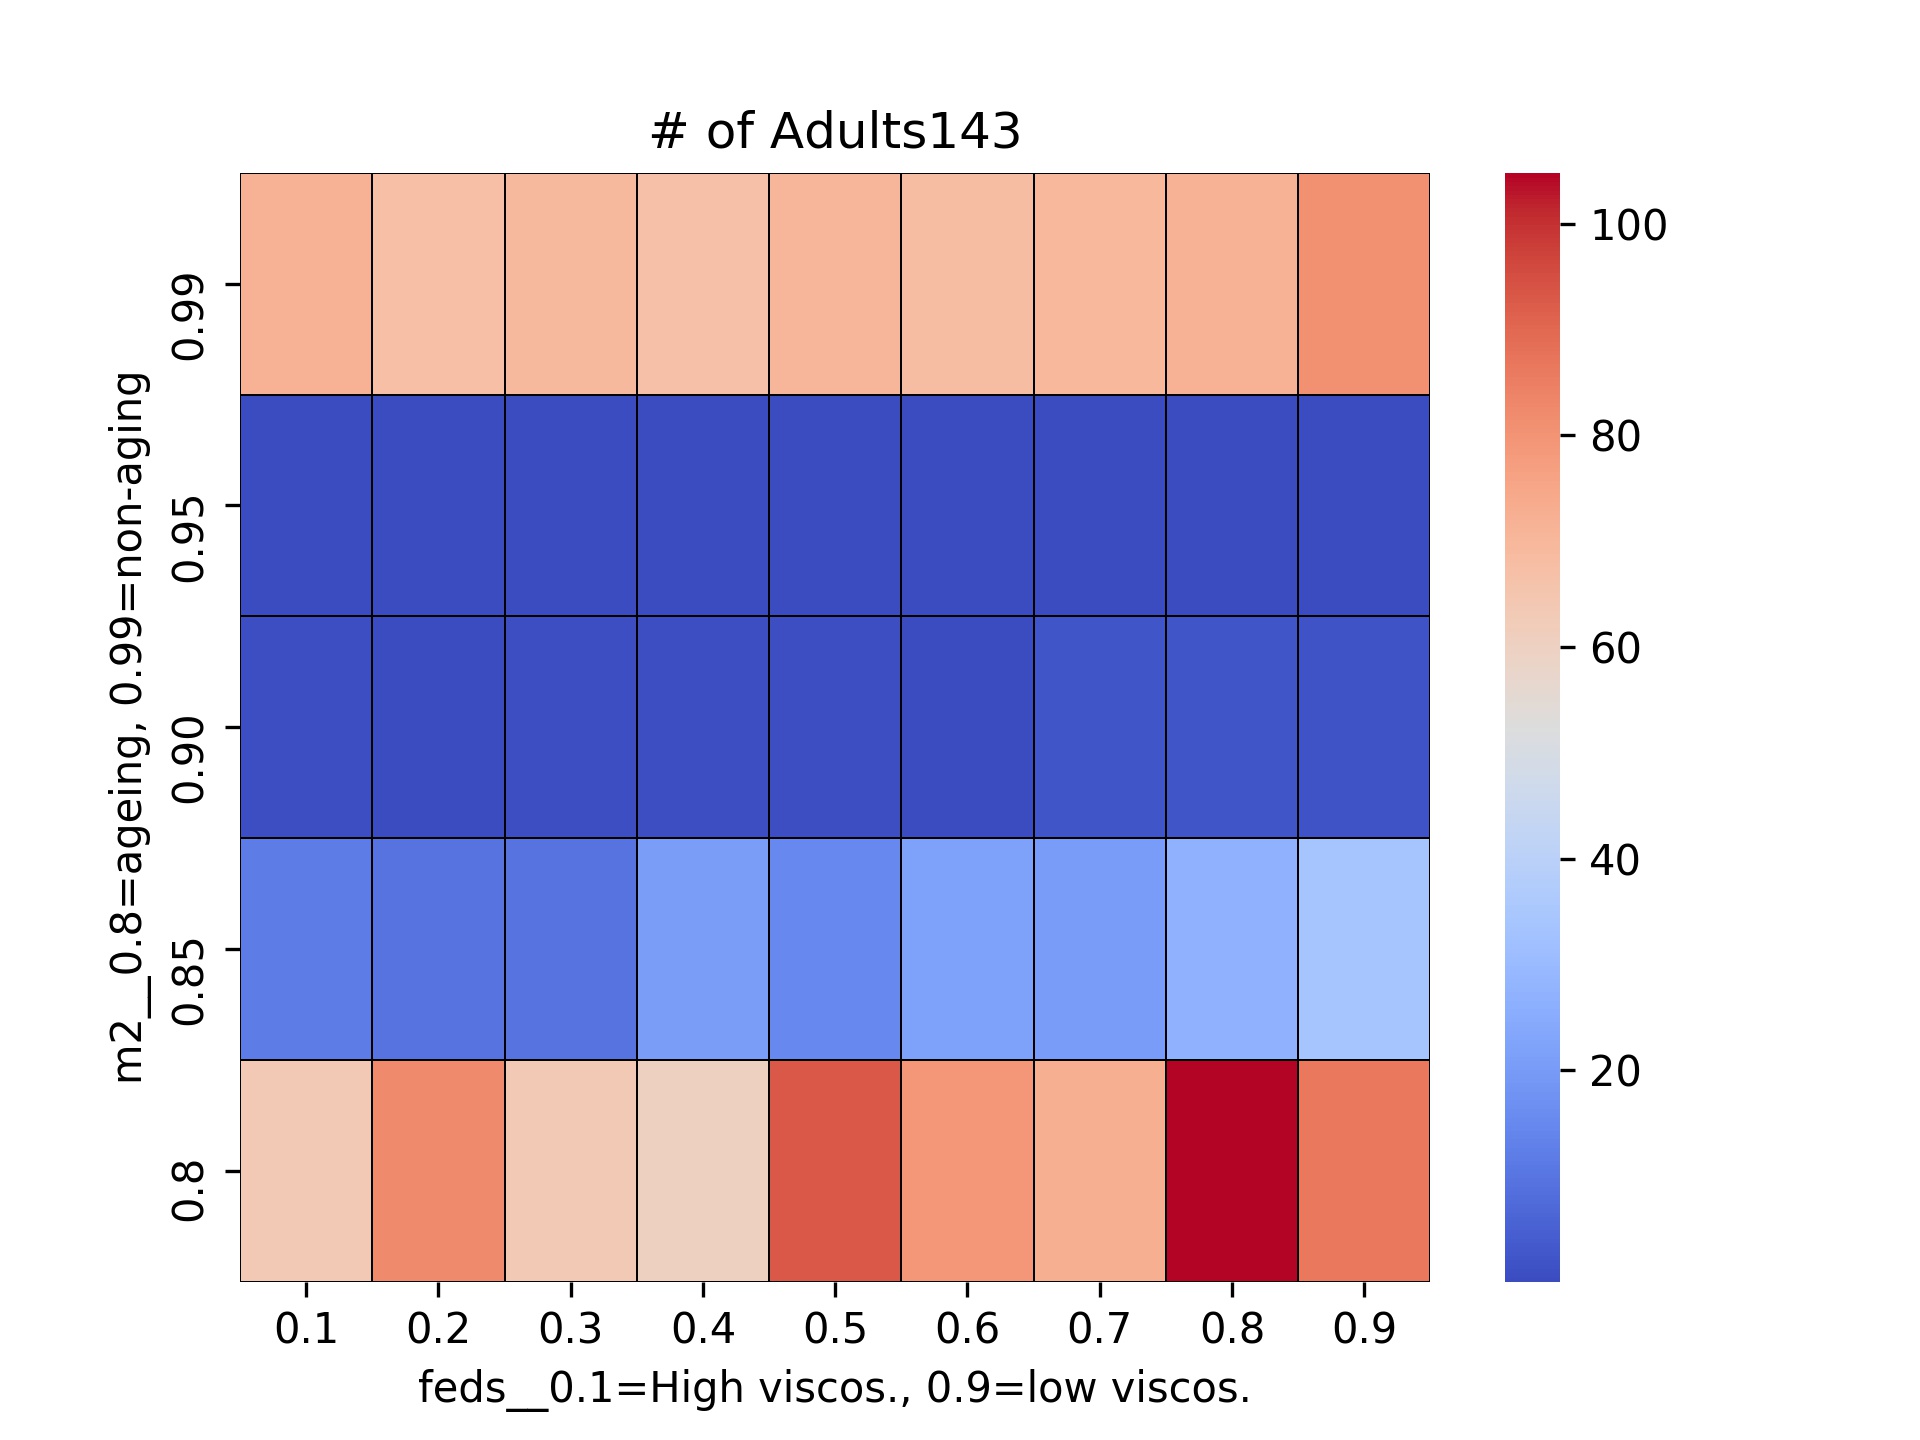 # of Adults143
m2__0.8=ageing, 0.99=non-aging
0.99
0.95
0.90
0.85
0.8
0.1 0.2 0.3 0.4 0.5 0.6 0.7 0.8 0.9
feds__0.1=High viscos., 0.9=low viscos.
100
80
60
40
20